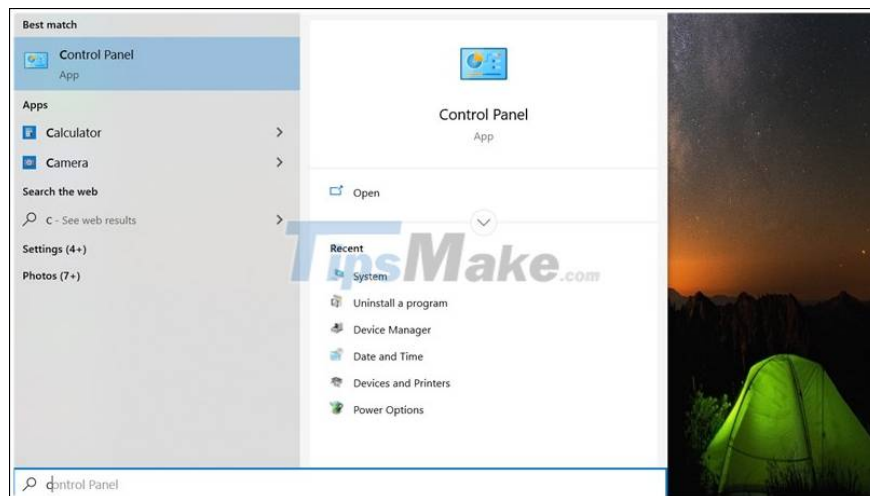 Best match
Control Panel
App
Apps
Calculator
Camera
Search the web
c - See web results
Settings (4+)
Photos (7+)
control Panel
Control Panel
App
Open
Recent
System
Uninstall a program
Device Manager
Date and Time
Devices and Printers
Power Options
TipsMake.com